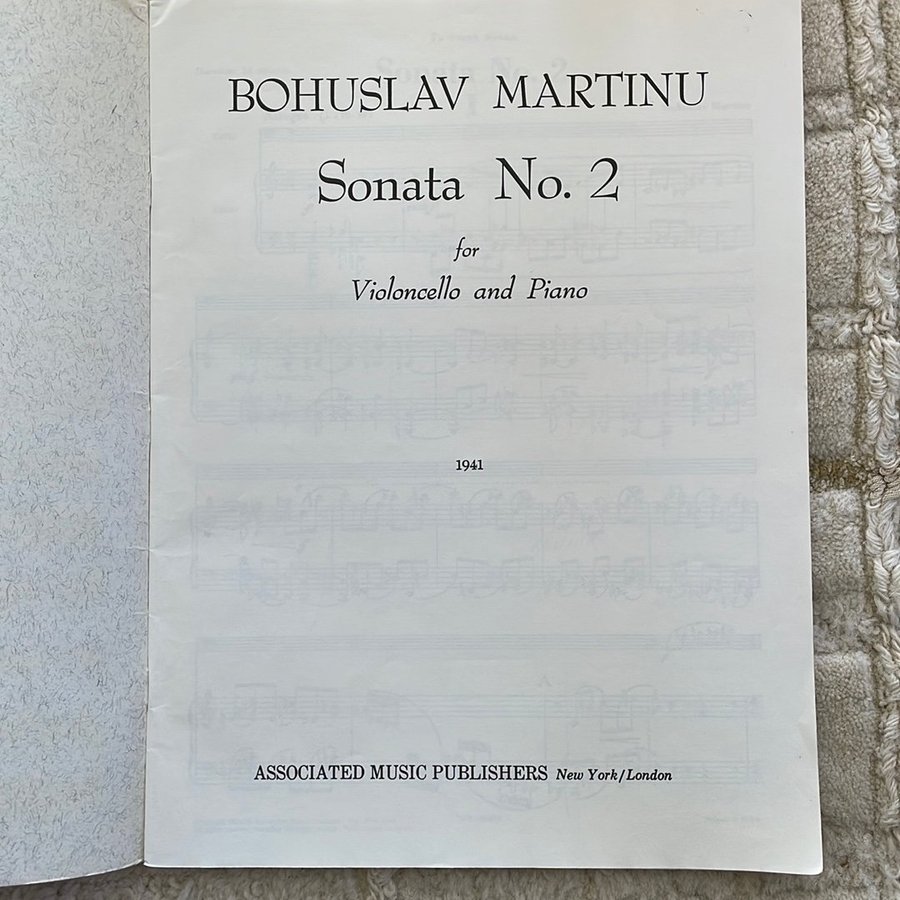 BOHUSLAV MARTINU
Sonata No. 2
for
Violoncello and Piano
1941
ASSOCIATED MUSIC PUBLISHERS New York/London